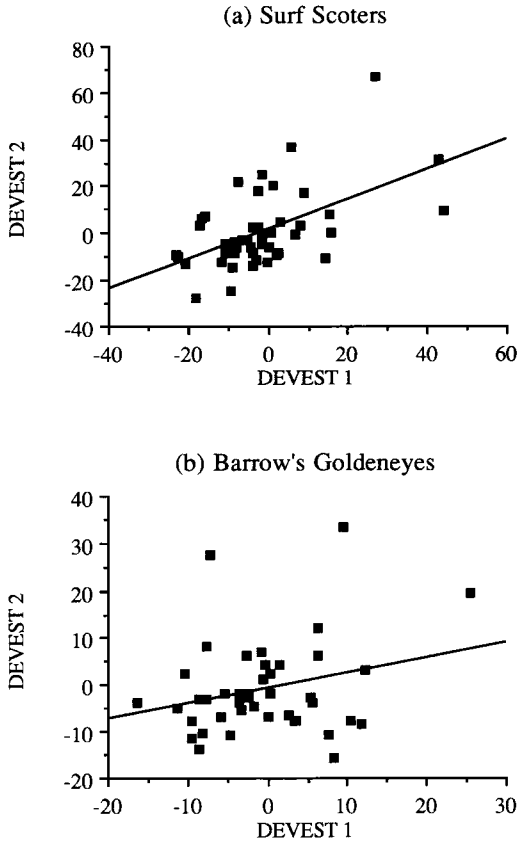 (a) Surf Scoters
80
60
40
20
0
-20
-40
DEVEST 2
-40 -20 0 20 40 60
DEVEST 1
(b) Barrow's Goldeneyes
40
30
20
10
0
-10
-20
DEVEST 2
-20 -10 0 10 20 30
DEVEST 1